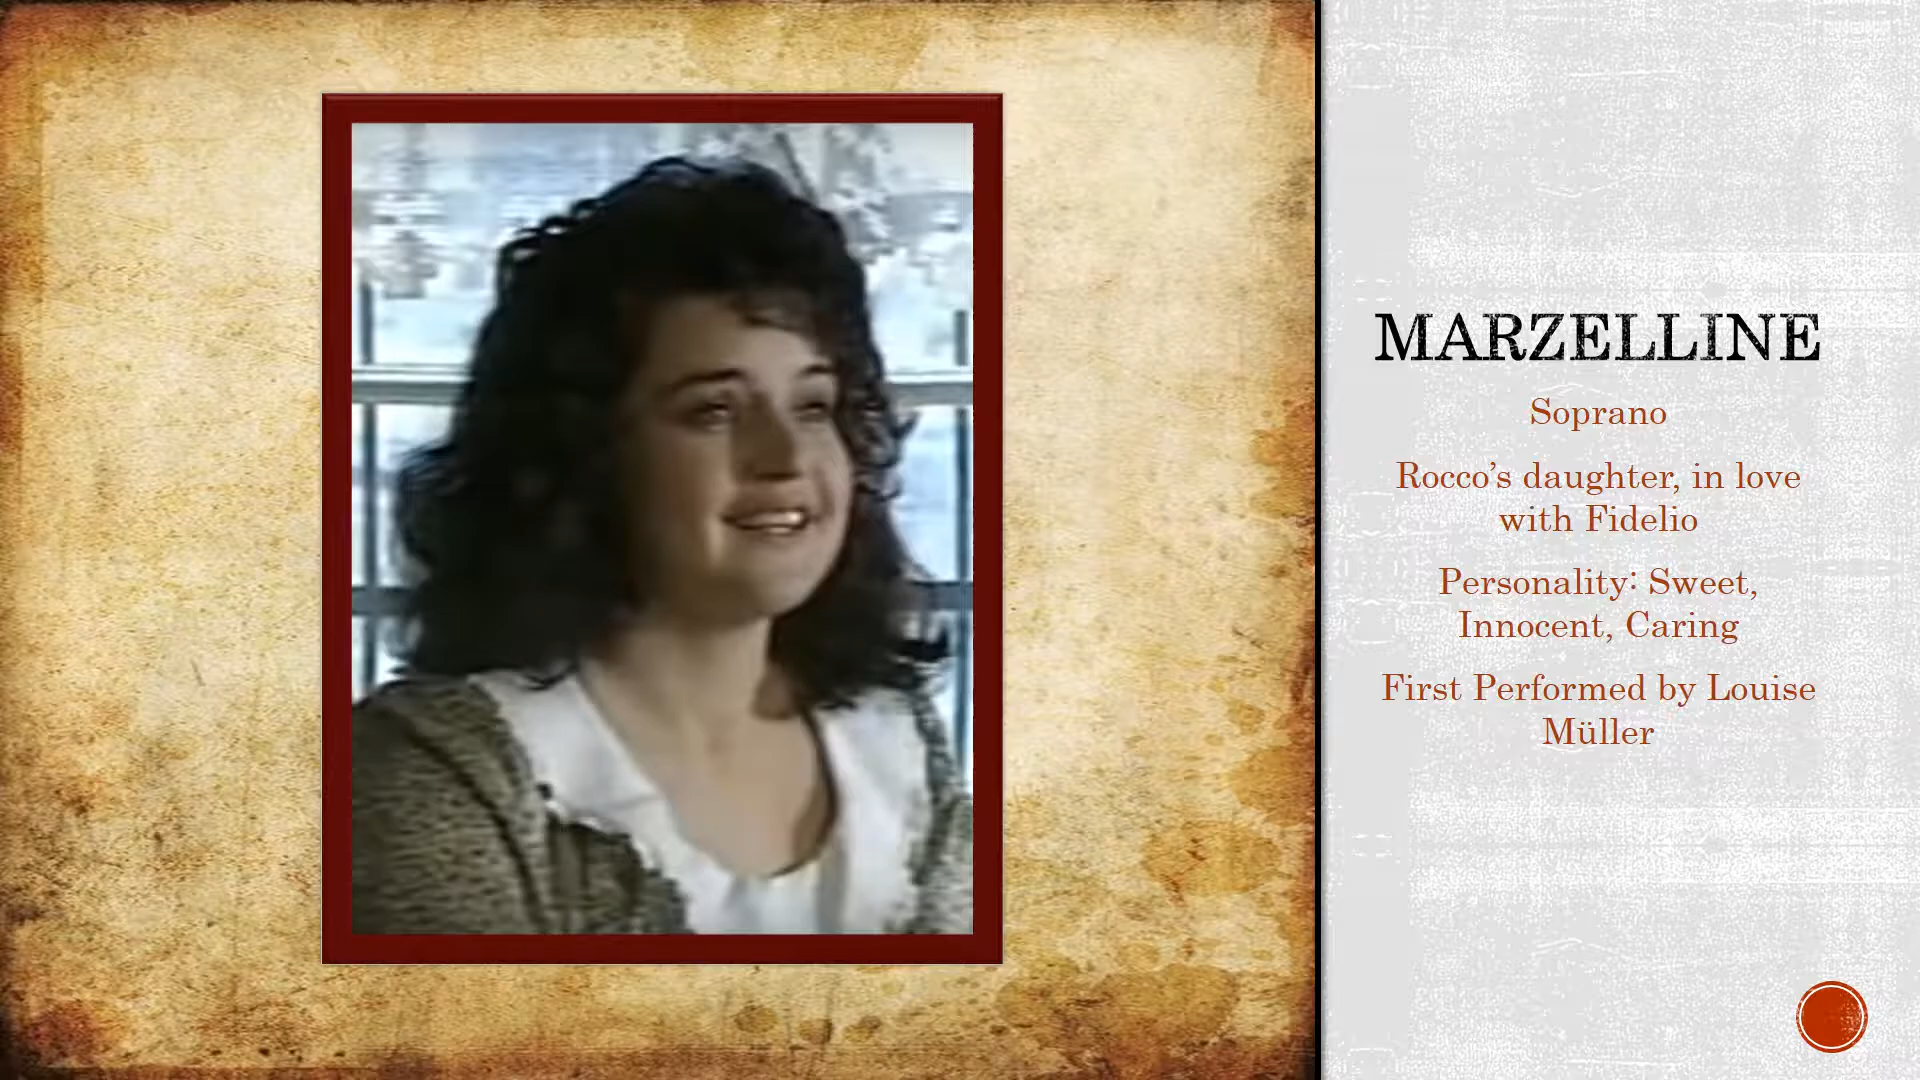 MARZELLINE
Soprano
Rocco’s daughter, in love
with Fidelio
Personality: Sweet,
Innocent, Caring
First Performed by Louise
Müller